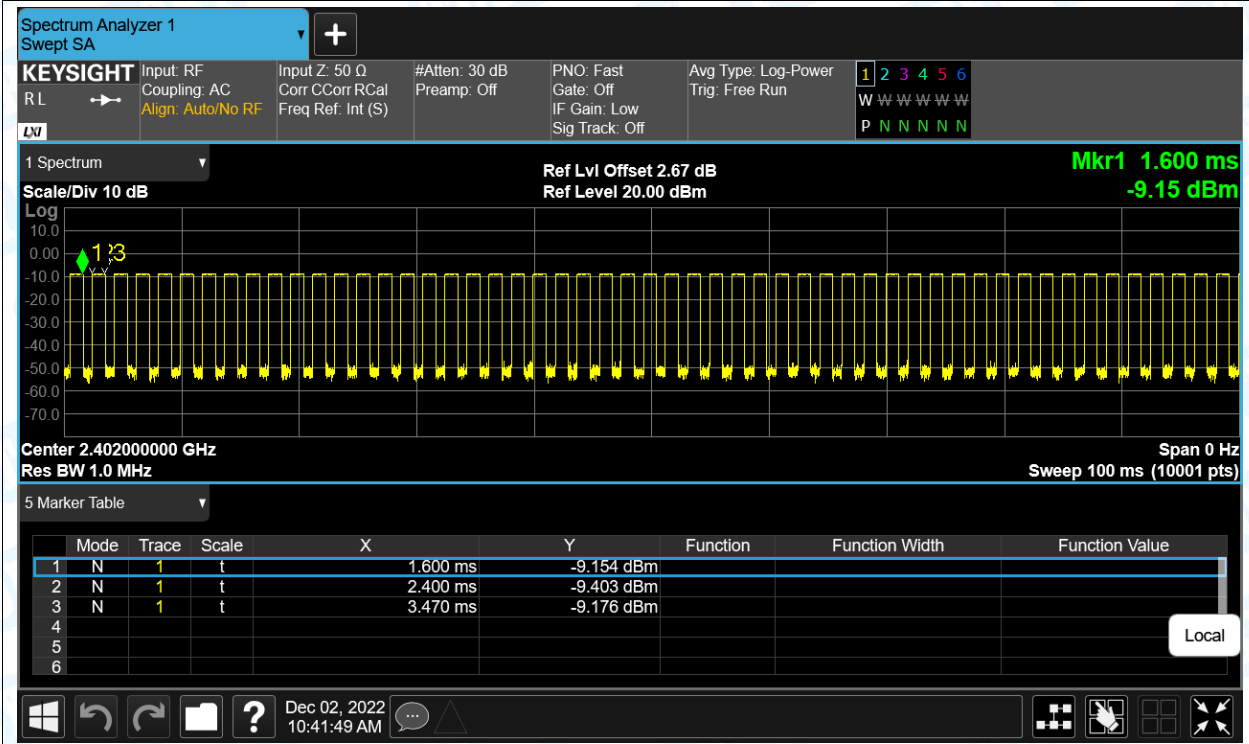 Spectrum Analyzer 1
Swept SA
KEYSIGHT
R L
LXI
Input: RF
Coupling: AC
Align: Auto/No RF
Input Z: 50 Ω
Corr CCorr RCal
Freq Ref: Int (S)
#Atten: 30 dB
Preamp: Off
PNO: Fast
Gate: Off
IF Gain: Low
Sig Track: Off
Avg Type: Log-Power
Trig: Free Run
1 2 3 4 5 6
W W W W W W
P N N N N N
1 Spectrum
Scale/Div 10 dB
Ref Lvl Offset 2.67 dB
Ref Level 20.00 dBm
Mkr1 1.600 ms
-9.15 dBm
Log
10.0
0.00
-10.0
-20.0
-30.0
-40.0
-50.0
-60.0
-70.0
1 3
Center 2.402000000 GHz
Res BW 1.0 MHz
Span 0 Hz
Sweep 100 ms (10001 pts)
5 Marker Table
Mode Trace Scale X Y Function Function Width Function Value
1 N 1 t 1.600 ms -9.154 dBm
2 N 1 t 2.400 ms -9.403 dBm
3 N 1 t 3.470 ms -9.176 dBm
4
5
6
Local
?
Dec 02, 2022
10:41:49 AM